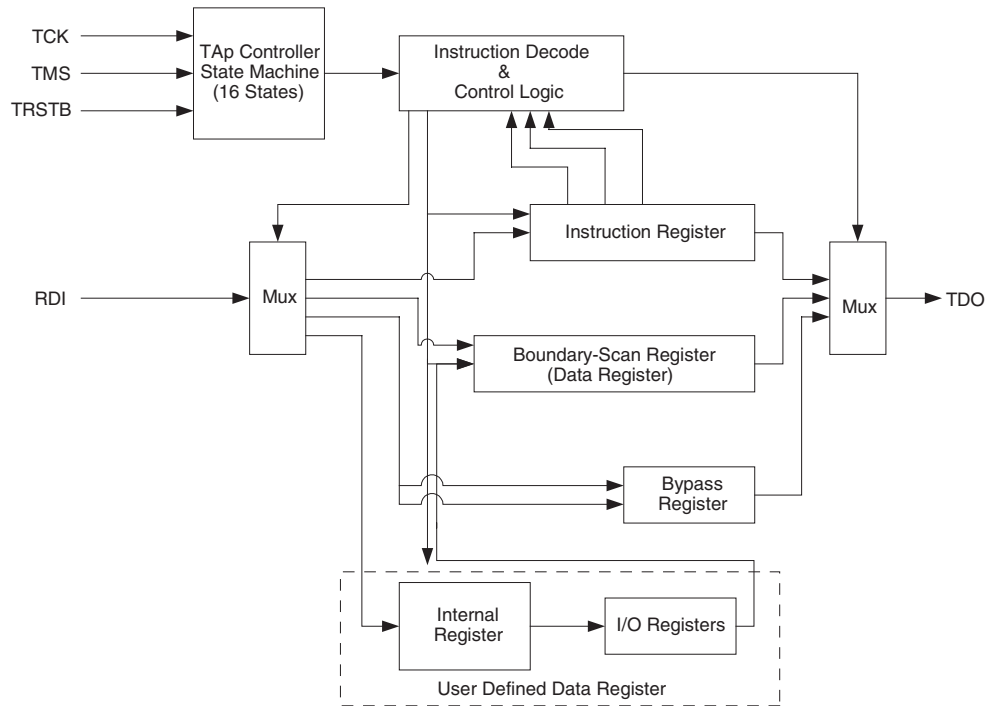 TCK
TMS
TRSTB
TAp Controller
State Machine
(16 States)
Instruction Decode
&
Control Logic
Instruction Register
RDI
Mux
Mux
TDO
Boundary-Scan Register
(Data Register)
Bypass
Register
Internal
Register
I/O Registers
User Defined Data Register